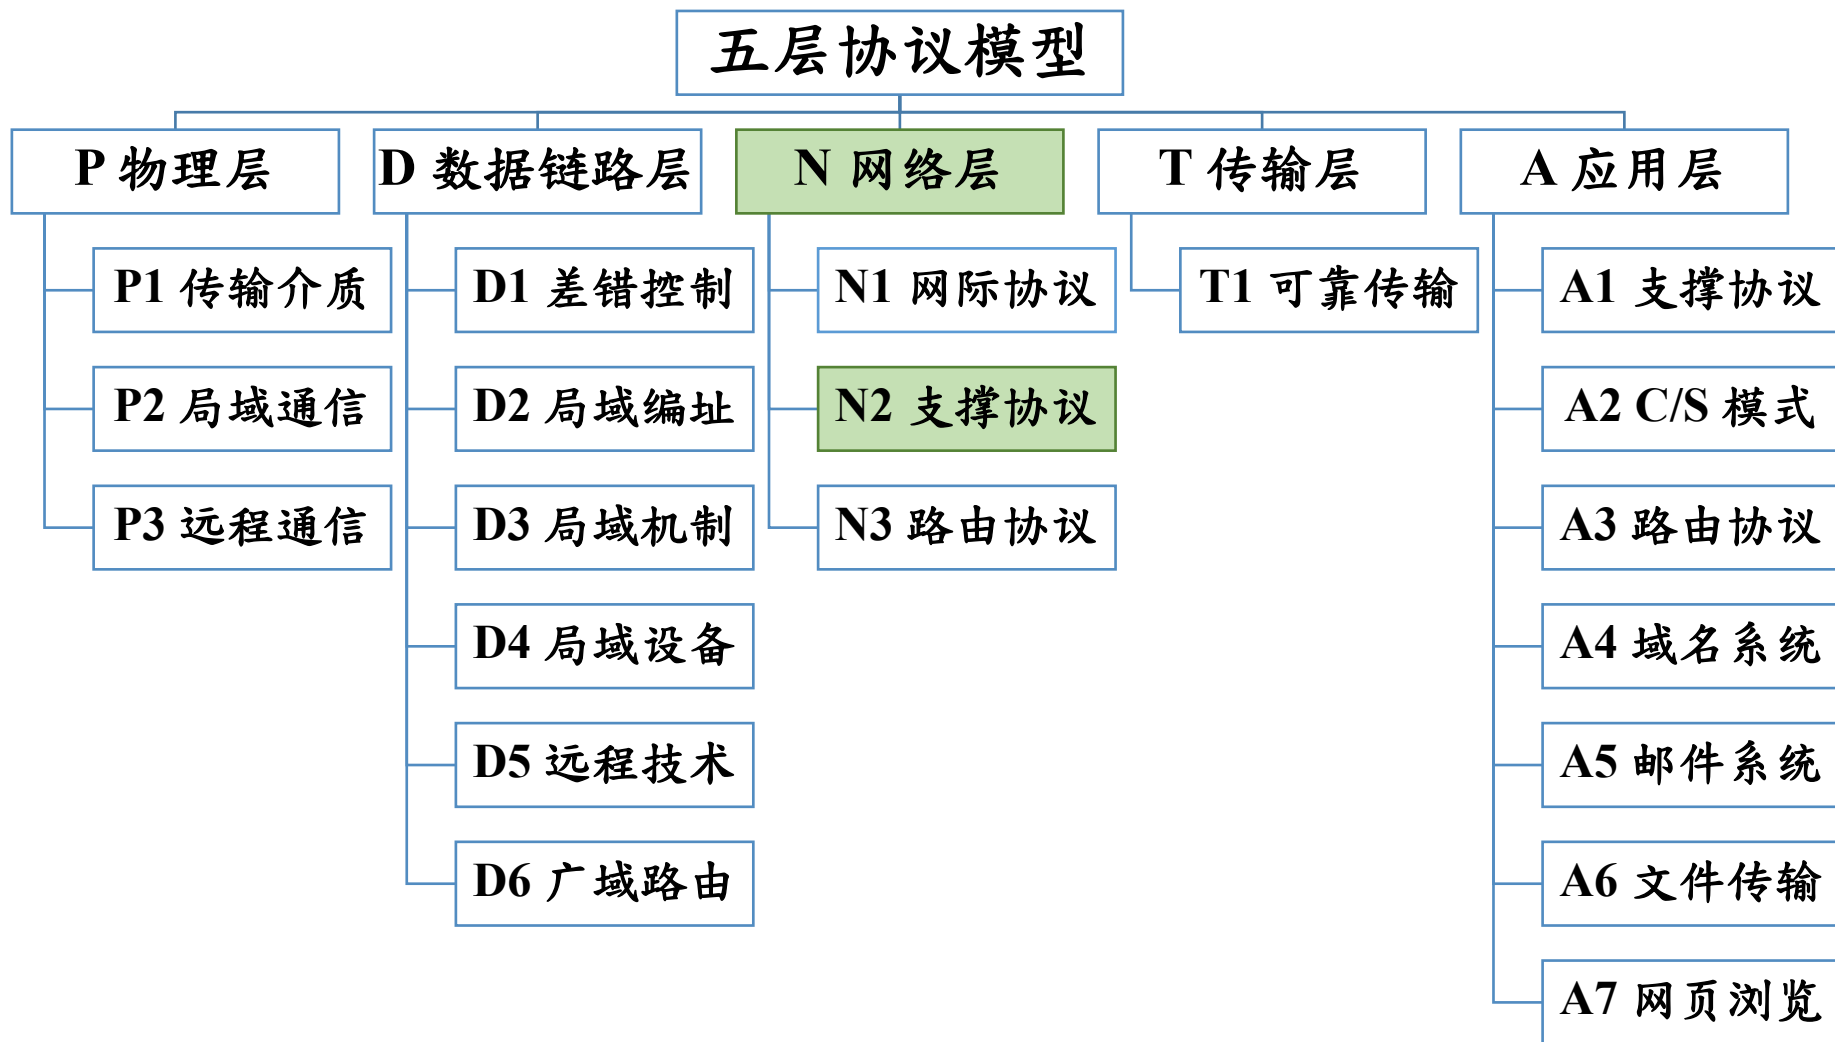 五层协议模型
P 物理层
P1 传输介质
P2 局域通信
P3 远程通信
D 数据链路层
D1 差错控制
D2 局域编址
D3 局域机制
D4 局域设备
D5 远程技术
D6 广域路由
N 网络层
N1 网际协议
N2 支撑协议
N3 路由协议
T 传输层
T1 可靠传输
A 应用层
A1 支撑协议
A2 C/S 模式
A3 路由协议
A4 域名系统
A5 邮件系统
A6 文件传输
A7 网页浏览